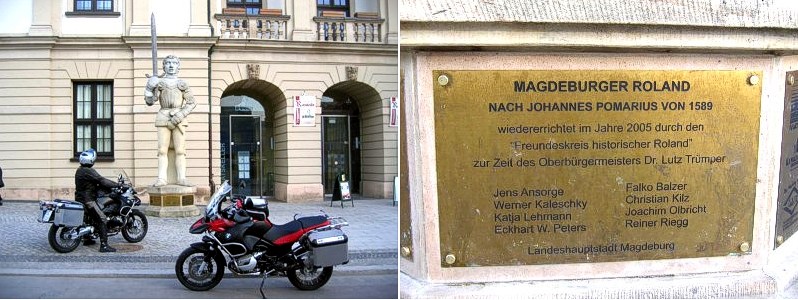 MAGDEBURGER ROLAND
NACH JOHANNES POMARIUS VON 1589
wiedererrichtet im Jahre 2005 durch den
"Freundeskreis historischer Roland"
zur Zeit des Oberbürgermeisters Dr. Lutz Trümper
Jens Ansorge
Werner Kaleschky
Katja Lehmann
Eckhart W. Peters
Falko Balzer
Christian Kilz
Joachim Olbricht
Reiner Riegg
Landeshauptstadt Magdeburg